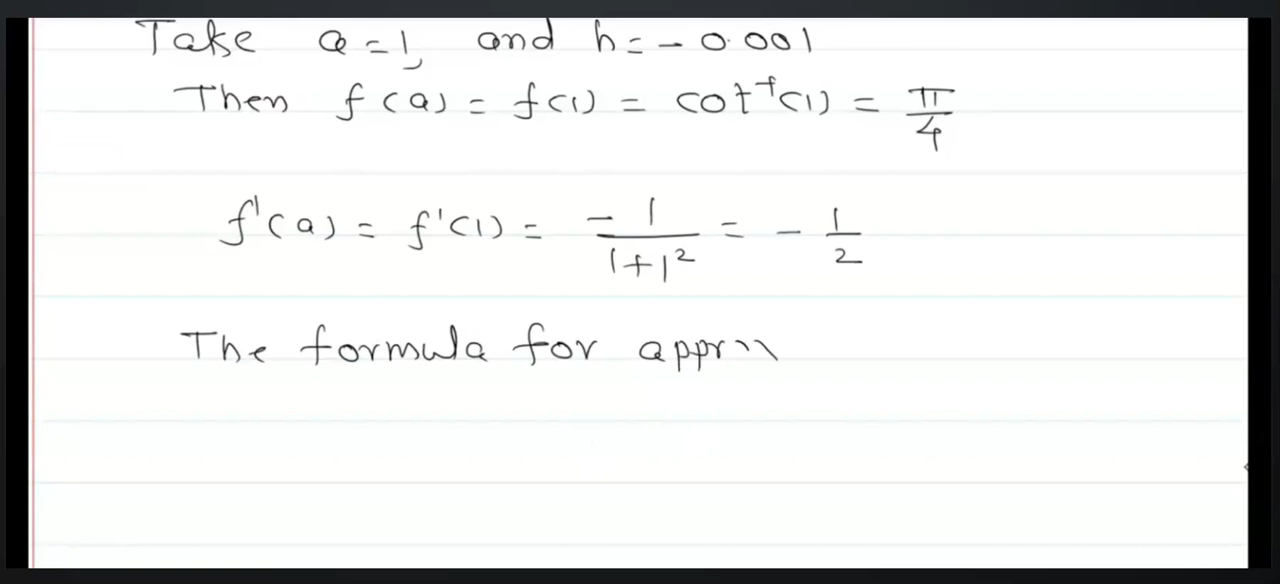 Take a = 1, and h = - 0.001
Then f(a) = f(1) = cot⁻¹(1) = π/4
f'(a) = f'(1) = -1/(1+1²) = - 1/2
The formula for appr